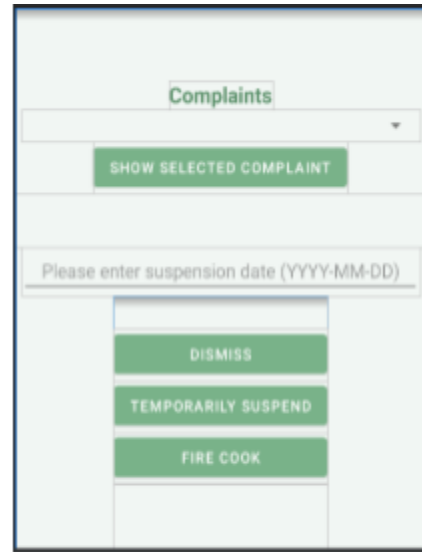 Complaints
SHOW SELECTED COMPLAINT
Please enter suspension date (YYYY-MM-DD)
DISMISS
TEMPORARILY SUSPEND
FIRE COOK